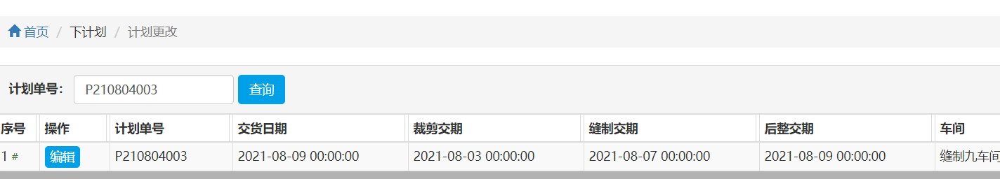 首页 / 下计划 / 计划更改
计划单号： P210804003 查询
序号 操作 计划单号 交货日期 裁剪交期 缝制交期 后整交期 车间
1 # 编辑 P210804003 2021-08-09 00:00:00 2021-08-03 00:00:00 2021-08-07 00:00:00 2021-08-09 00:00:00 缝制九车间